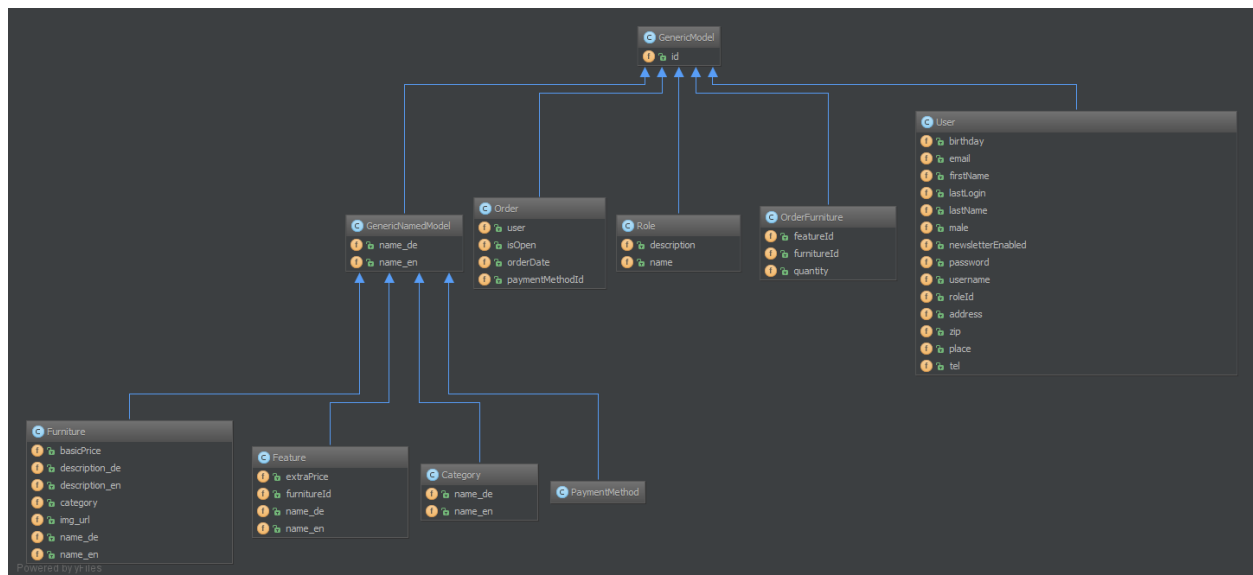 GenericModel
id
GenericNamedModel
name_de
name_en
Order
user
isOpen
orderDate
paymentMethodId
Role
description
name
OrderFurniture
featureId
furnitureId
quantity
User
birthday
email
firstName
lastLogin
lastName
male
newsletterEnabled
password
username
roleId
address
zip
place
tel
Furniture
basicPrice
description_de
description_en
category
img_url
name_de
name_en
Feature
extraPrice
furnitureId
name_de
name_en
Category
name_de
name_en
PaymentMethod
Powered by yFiles